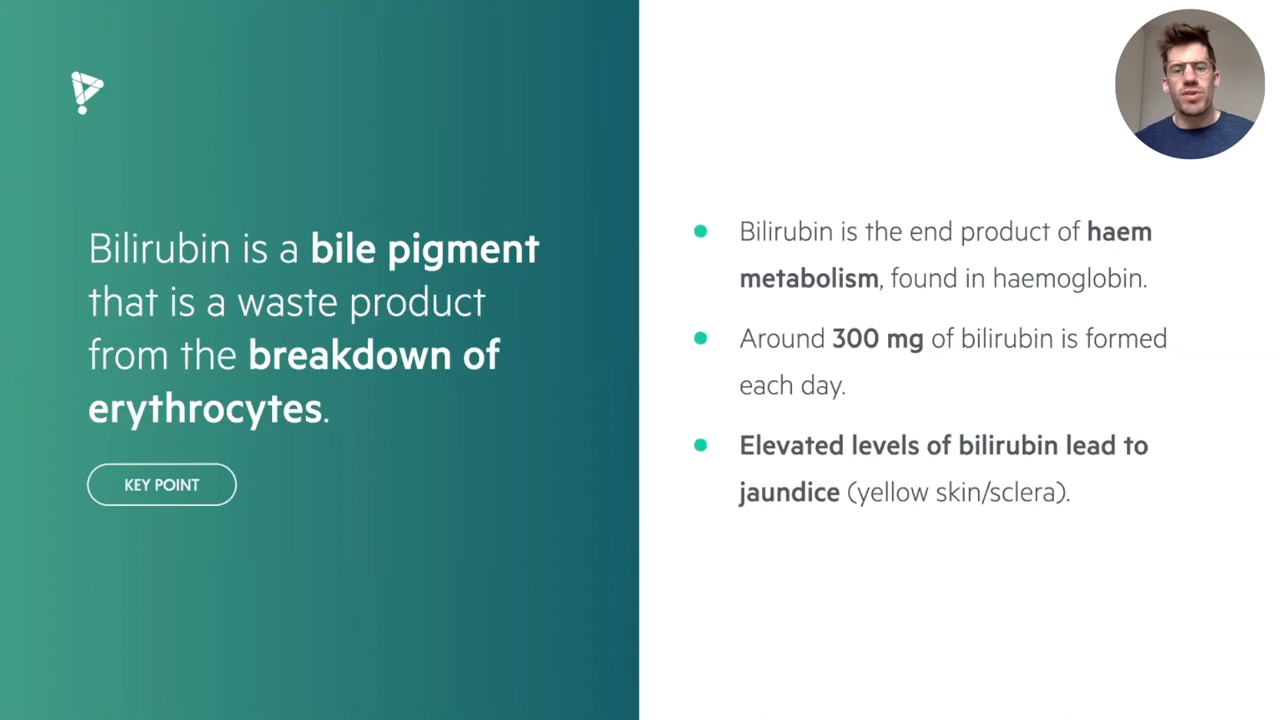 Bilirubin is a bile pigment
that is a waste product
from the breakdown of
erythrocytes.
KEY POINT
Bilirubin is the end product of haem
metabolism, found in haemoglobin.
Around 300 mg of bilirubin is formed
each day.
Elevated levels of bilirubin lead to
jaundice (yellow skin/sclera).